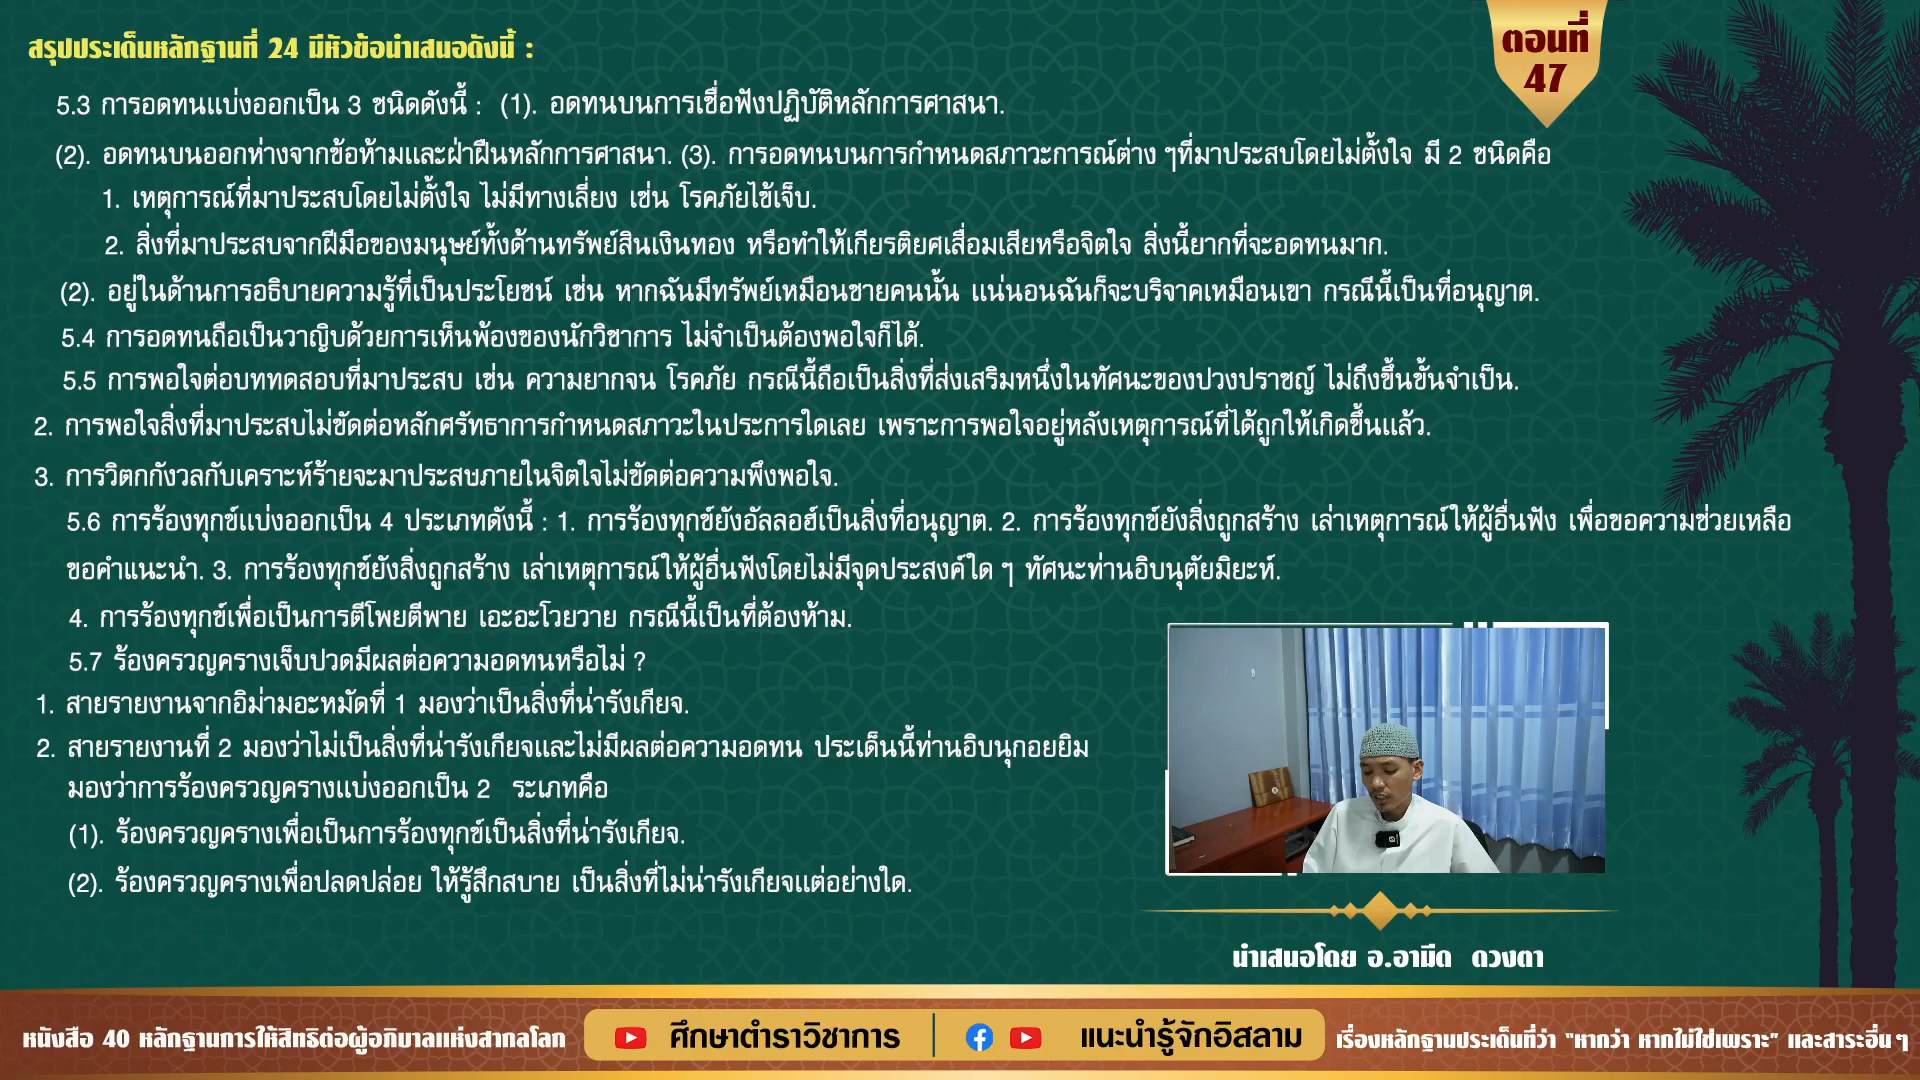 สรุปประเด็นหลักฐานที่ 24 มีหัวข้อนำเสนอดังนี้ :
ตอนที่
47
5.3 การอดทนแบ่งออกเป็น 3 ชนิดดังนี้ : (1). อดทนบนการเชื่อฟังปฏิบัติหลักการศาสนา.
(2). อดทนบนออกห่างจากข้อห้ามและฝ่าฝืนหลักการศาสนา. (3). การอดทนบนการกำหนดสภาวะการณ์ต่าง ๆที่มาประสบโดยไม่ตั้งใจ มี 2 ชนิดคือ
1. เหตุการณ์ที่มาประสบโดยไม่ตั้งใจ ไม่มีทางเลี่ยง เช่น โรคภัยไข้เจ็บ.
2. สิ่งที่มาประสบจากฝีมือของมนุษย์ทั้งด้านทรัพย์สินเงินทอง หรือทำให้เกียรติยศเสื่อมเสียหรือจิตใจ สิ่งนี้ยากที่จะอดทนมาก.
(2). อยู่ในด้านการอธิบายความรู้ที่เป็นประโยชน์ เช่น หากฉันมีทรัพย์เหมือนชายคนนั้น แน่นอนฉันก็จะบริจาคเหมือนเขา กรณีนี้เป็นที่อนุญาต.
5.4 การอดทนถือเป็นวาญิบด้วยการเห็นพ้องของนักวิชาการ ไม่จำเป็นต้องพอใจก็ได้.
5.5 การพอใจต่อบททดสอบที่มาประสบ เช่น ความยากจน โรคภัย กรณีนี้ถือเป็นสิ่งที่ส่งเสริมหนึ่งในทัศนะของปวงปราชญ์ ไม่ถึงขึ้นขั้นจำเป็น.
2. การพอใจสิ่งที่มาประสบไม่ขัดต่อหลักศรัทธาการกำหนดสภาวะในประการใดเลย เพราะการพอใจอยู่หลังเหตุการณ์ที่ได้ถูกให้เกิดขึ้นแล้ว.
3. การวิตกกังวลกับเคราะห์ร้ายจะมาประสษภายในจิตใจไม่ขัดต่อความพึงพอใจ.
5.6 การร้องทุกข์แบ่งออกเป็น 4 ประเภทดังนี้ : 1. การร้องทุกข์ยังอัลลอฮ์เป็นสิ่งที่อนุญาต. 2. การร้องทุกข์ยังสิ่งถูกสร้าง เล่าเหตุการณ์ให้ผู้อื่นฟัง เพื่อขอความช่วยเหลือ
ขอคำแนะนำ. 3. การร้องทุกข์ยังสิ่งถูกสร้าง เล่าเหตุการณ์ให้ผู้อื่นฟังโดยไม่มีจุดประสงค์ใด ๆ ทัศนะท่านอิบนุตัยมิยะห์.
4. การร้องทุกข์เพื่อเป็นการตีโพยตีพาย เอะอะโวยวาย กรณีนี้เป็นที่ต้องห้าม.
5.7 ร้องครวญครางเจ็บปวดมีผลต่อความอดทนหรือไม่ ?
1. สายรายงานจากอิม่ามอะหมัดที่ 1 มองว่าเป็นสิ่งที่น่ารังเกียจ.
2. สายรายงานที่ 2 มองว่าไม่เป็นสิ่งที่น่ารังเกียจและไม่มีผลต่อความอดทน ประเด็นนี้ท่านอิบนุกอยยิม
มองว่าการร้องครวญครางแบ่งออกเป็น 2 ระเภทคือ
(1). ร้องครวญครางเพื่อเป็นการร้องทุกข์เป็นสิ่งที่น่ารังเกียจ.
(2). ร้องครวญครางเพื่อปลดปล่อย ให้รู้สึกสบาย เป็นสิ่งที่ไม่น่ารังเกียจแต่อย่างใด.
นำเสนอโดย อ.อามีด ดวงตา
หนังสือ 40 หลักฐานการให้สิทธิต่อผู้อภิบาลแห่งสากลโลก
ศึกษาตำราวิชาการ
แนะนำรู้จักอิสลาม
เรื่องหลักฐานประเด็นที่ว่า "หากว่า หากไม่ใช่เพราะ" และสาระอื่น ๆ